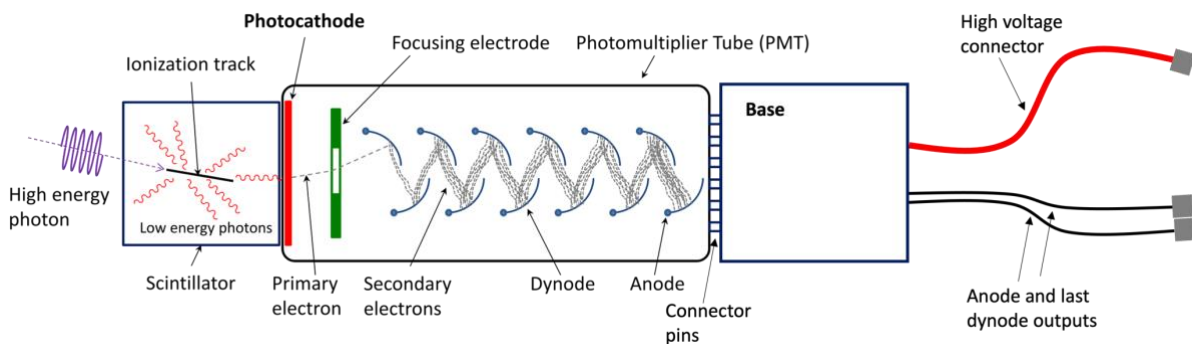 Photocathode
Focusing electrode
Photomultiplier Tube (PMT)
High voltage
connector
Ionization track
Base
High energy
photon
Low energy photons
Scintillator
Primary
electron
Secondary
electrons
Dynode
Anode
Connector
pins
Anode and last
dynode outputs